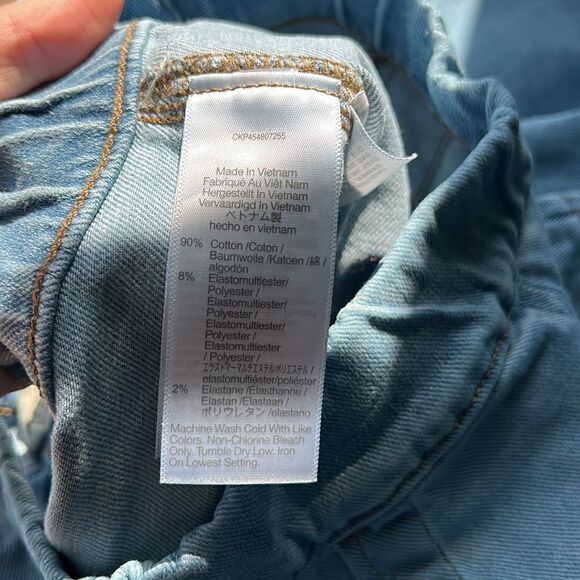 CKP454807255
Made In Vietnam
Fabriqué Au Viêt Nam
Hergestellt In Vietnam
Vervaardigd In Vietnam
ベトナム製
hecho en vietnam
90% Cotton /Coton /
Baumwolle /Katoen /綿 /
algodón
8% Elastomultiester/
Polyester /
Élastomultiester/
Polyester /
Elastomultiester/
Polyester /
Elastomultiester
/ Polyester /
エラストマーマルチエステル/ポリエステル /
elastomultiéster/poliéster
2% Elastane /Élasthanne /
Elastan /Elastaan /
ポリウレタン /elastano
Machine Wash Cold With Like
Colors. Non-Chlorine Bleach
Only. Tumble Dry Low. Iron
On Lowest Setting.